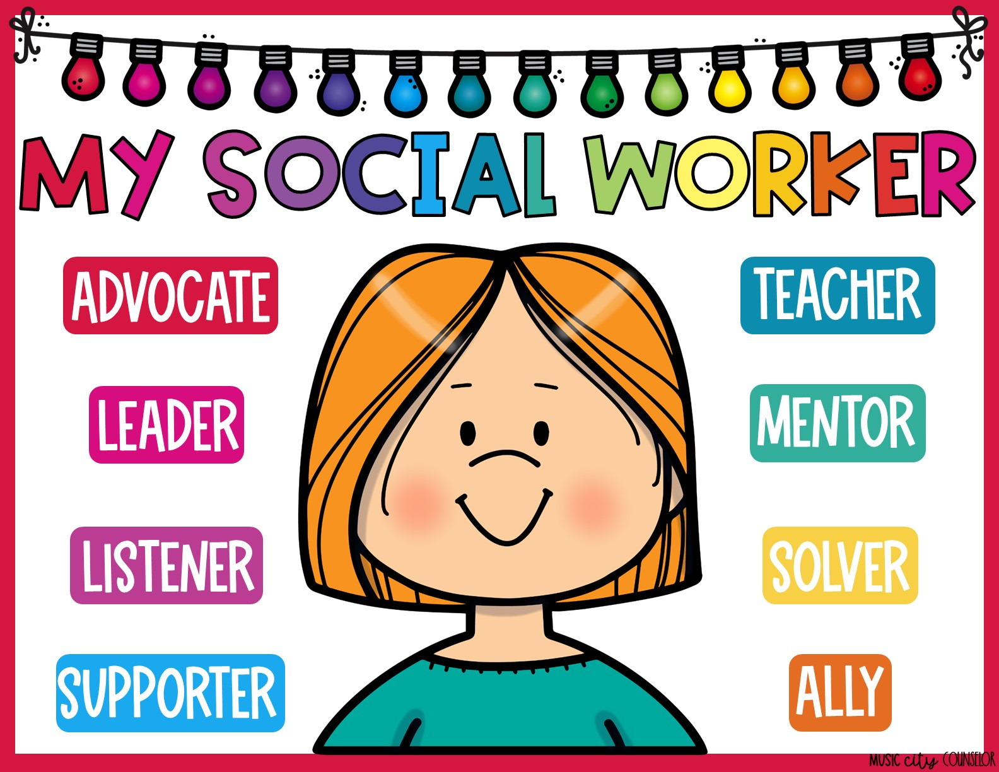 MY SOCIAL WORKER
ADVOCATE
TEACHER
LEADER
MENTOR
LISTENER
SOLVER
SUPPORTER
ALLY
MUSIC city COUNSELOR